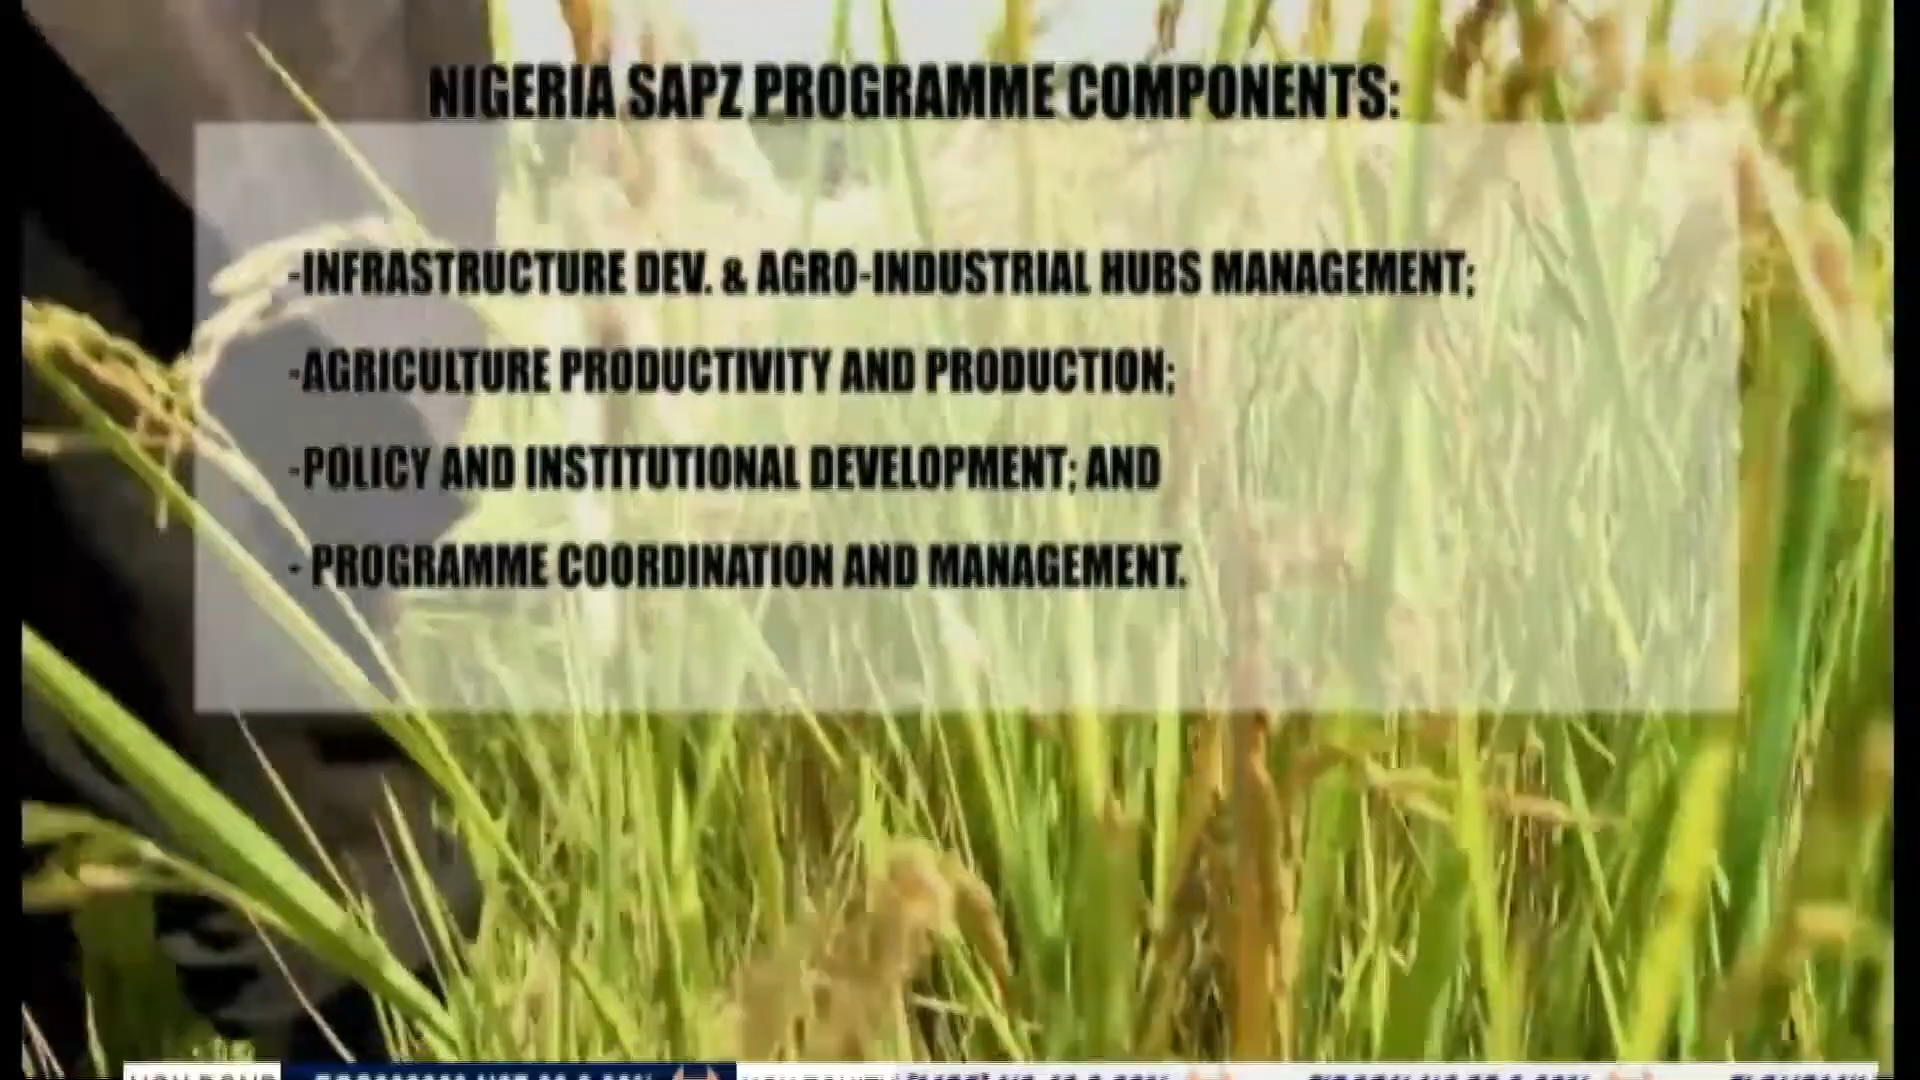 NIGERIA SAPZ PROGRAMME COMPONENTS:
-INFRASTRUCTURE DEV. & AGRO-INDUSTRIAL HUBS MANAGEMENT;
-AGRICULTURE PRODUCTIVITY AND PRODUCTION;
-POLICY AND INSTITUTIONAL DEVELOPMENT; AND
- PROGRAMME COORDINATION AND MANAGEMENT.